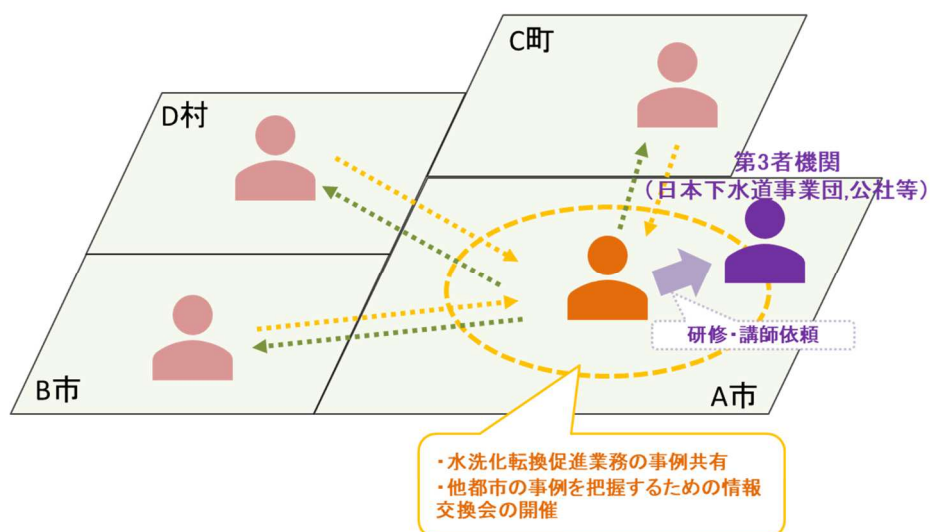 C町
D村
第3者機関
（日本下水道事業団,公社等）
研修・講師依頼
B市
A市
・水洗化転換促進業務の事例共有
・他都市の事例を把握するための情報
交換会の開催